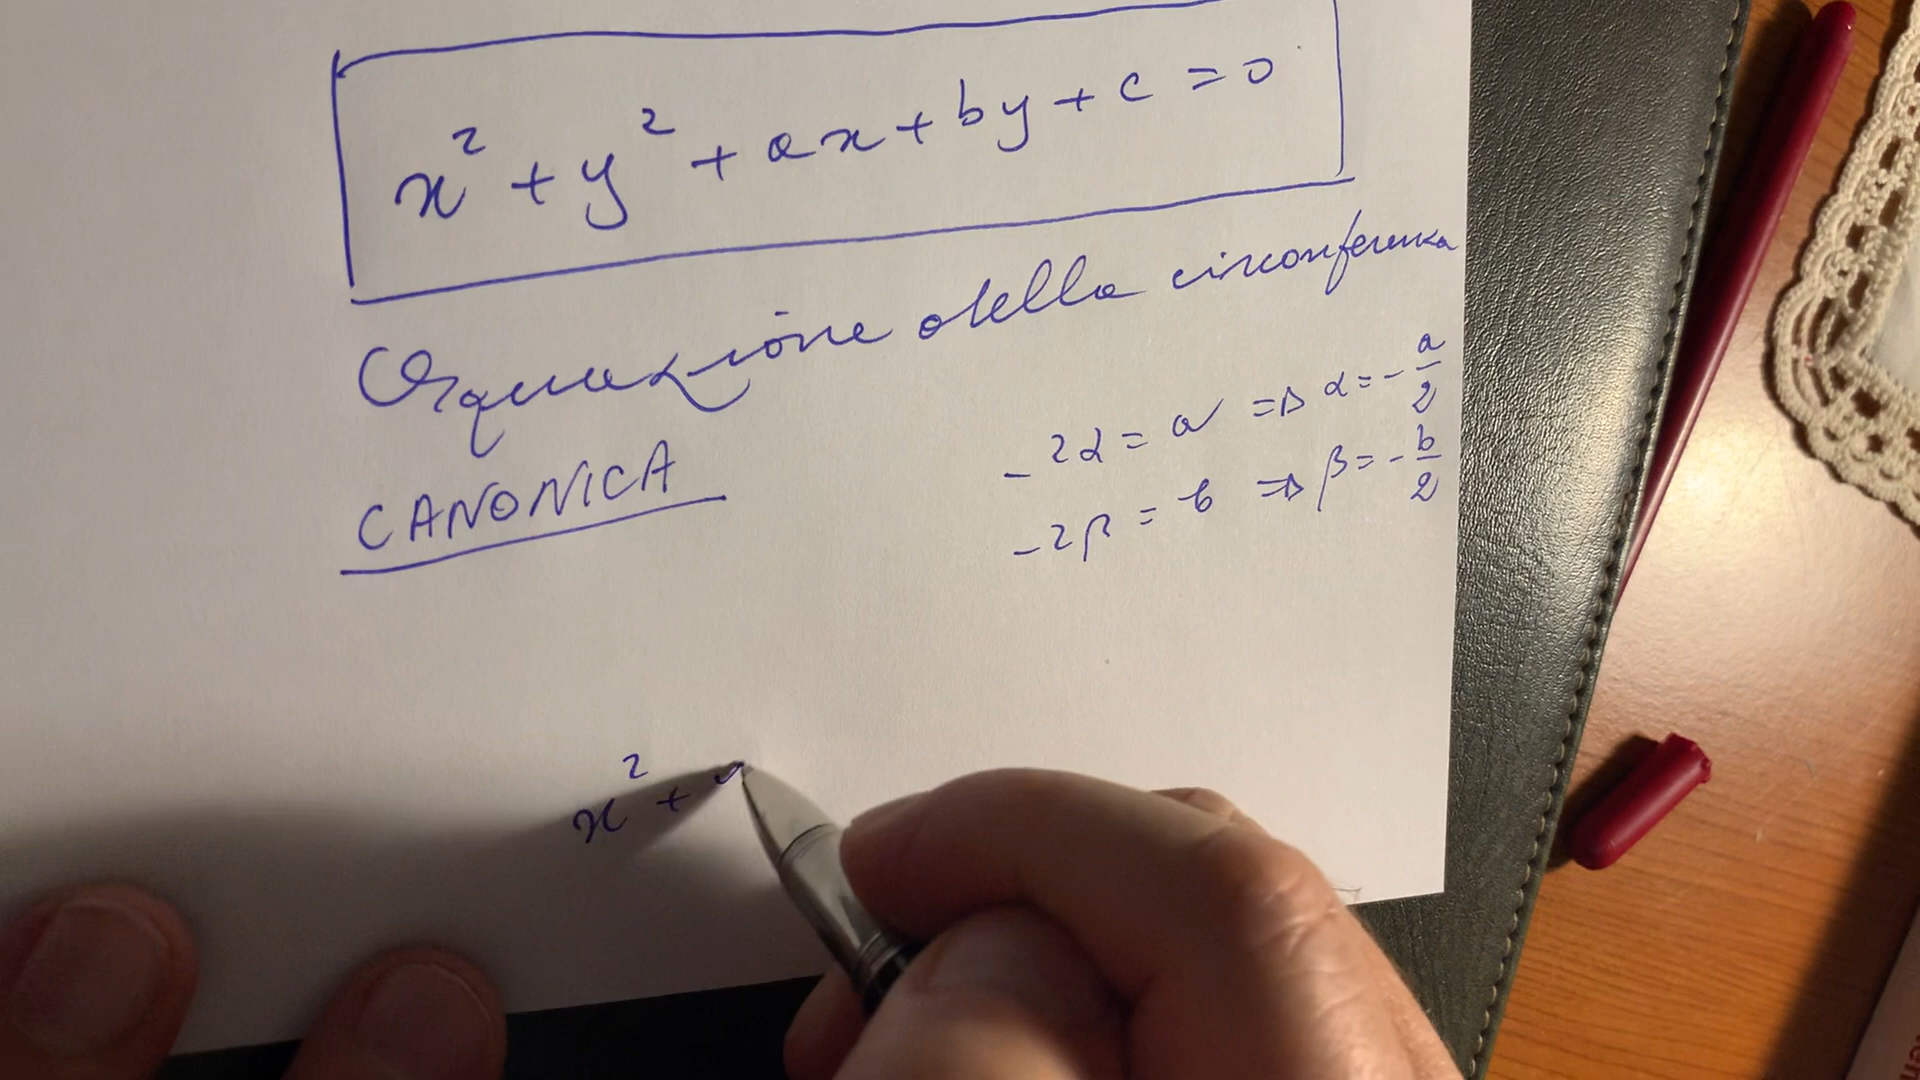 x² + y² + ax + by + c = 0
Equazione della circonferenza
CANONICA
-2α = a ⇒ α = -a/2
-2β = b ⇒ β = -b/2
x² +